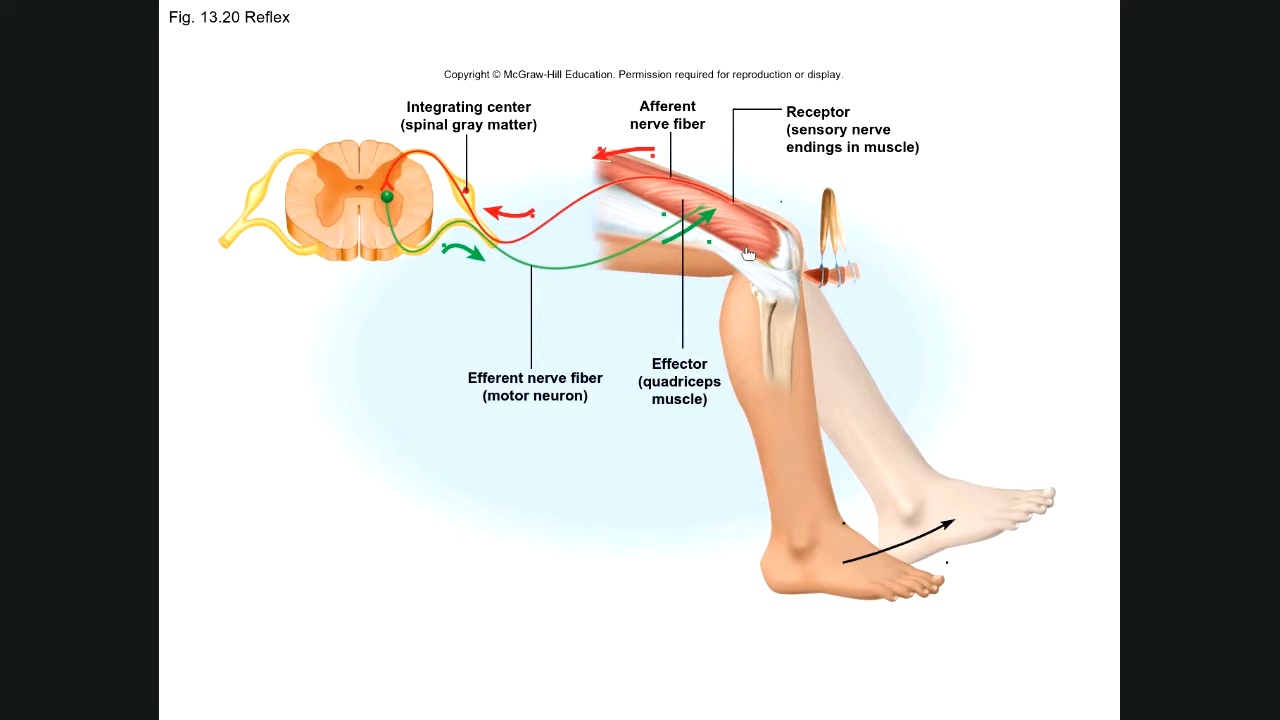 Fig. 13.20 Reflex
Copyright © McGraw-Hill Education. Permission required for reproduction or display.
Integrating center
(spinal gray matter)
Afferent
nerve fiber
Receptor
(sensory nerve
endings in muscle)
Efferent nerve fiber
(motor neuron)
Effector
(quadriceps
muscle)